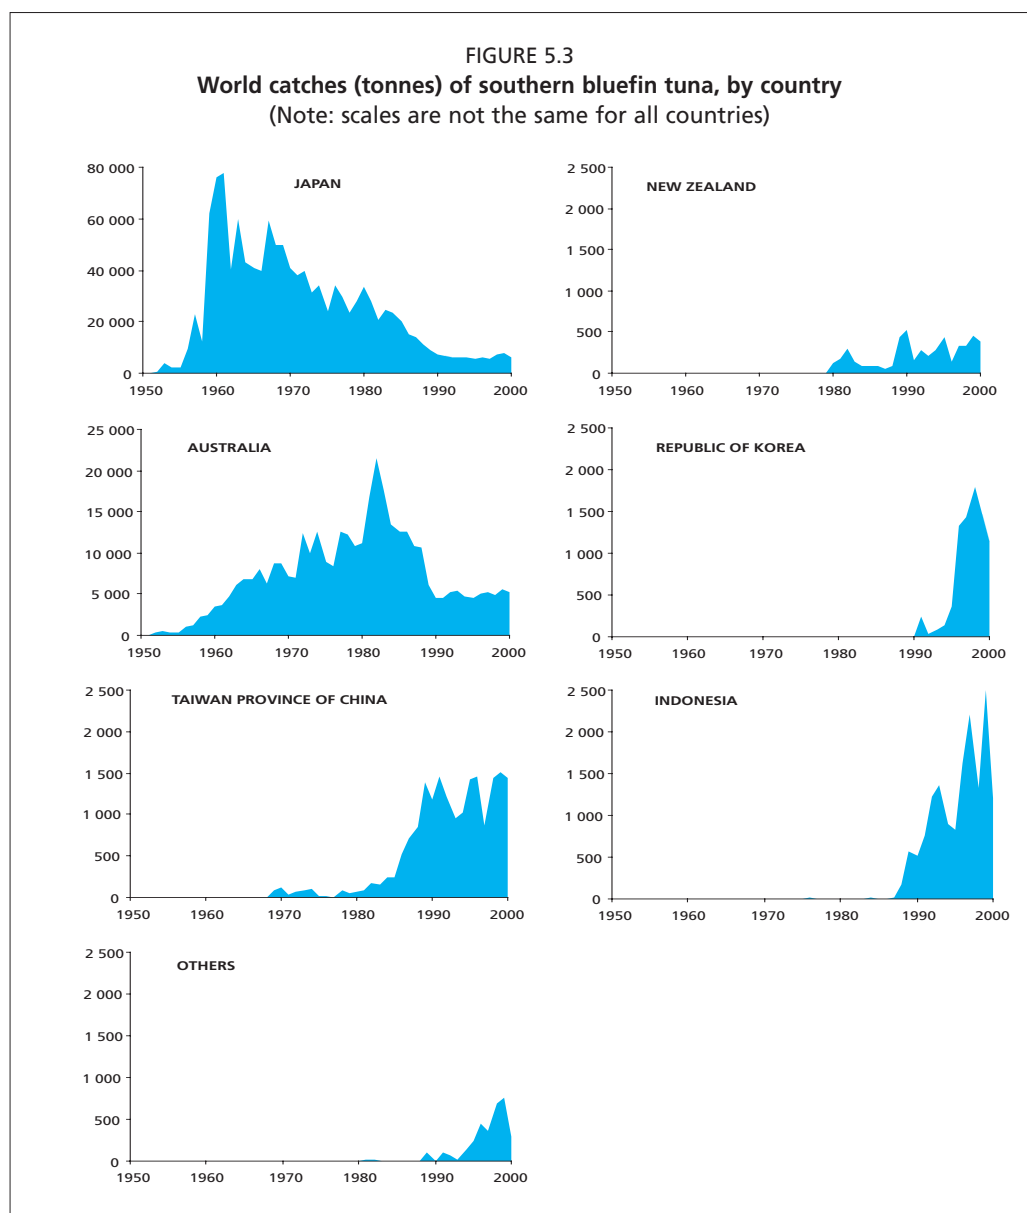 FIGURE 5.3
World catches (tonnes) of southern bluefin tuna, by country
(Note: scales are not the same for all countries)
JAPAN
80 000
60 000
40 000
20 000
0
1950 1960 1970 1980 1990 2000
NEW ZEALAND
2 500
2 000
1 500
1 000
500
0
1950 1960 1970 1980 1990 2000
AUSTRALIA
25 000
20 000
15 000
10 000
5 000
0
1950 1960 1970 1980 1990 2000
REPUBLIC OF KOREA
2 500
2 000
1 500
1 000
500
0
1950 1960 1970 1980 1990 2000
TAIWAN PROVINCE OF CHINA
2 500
2 000
1 500
1 000
500
0
1950 1960 1970 1980 1990 2000
INDONESIA
2 500
2 000
1 500
1 000
500
0
1950 1960 1970 1980 1990 2000
OTHERS
2 500
2 000
1 500
1 000
500
0
1950 1960 1970 1980 1990 2000